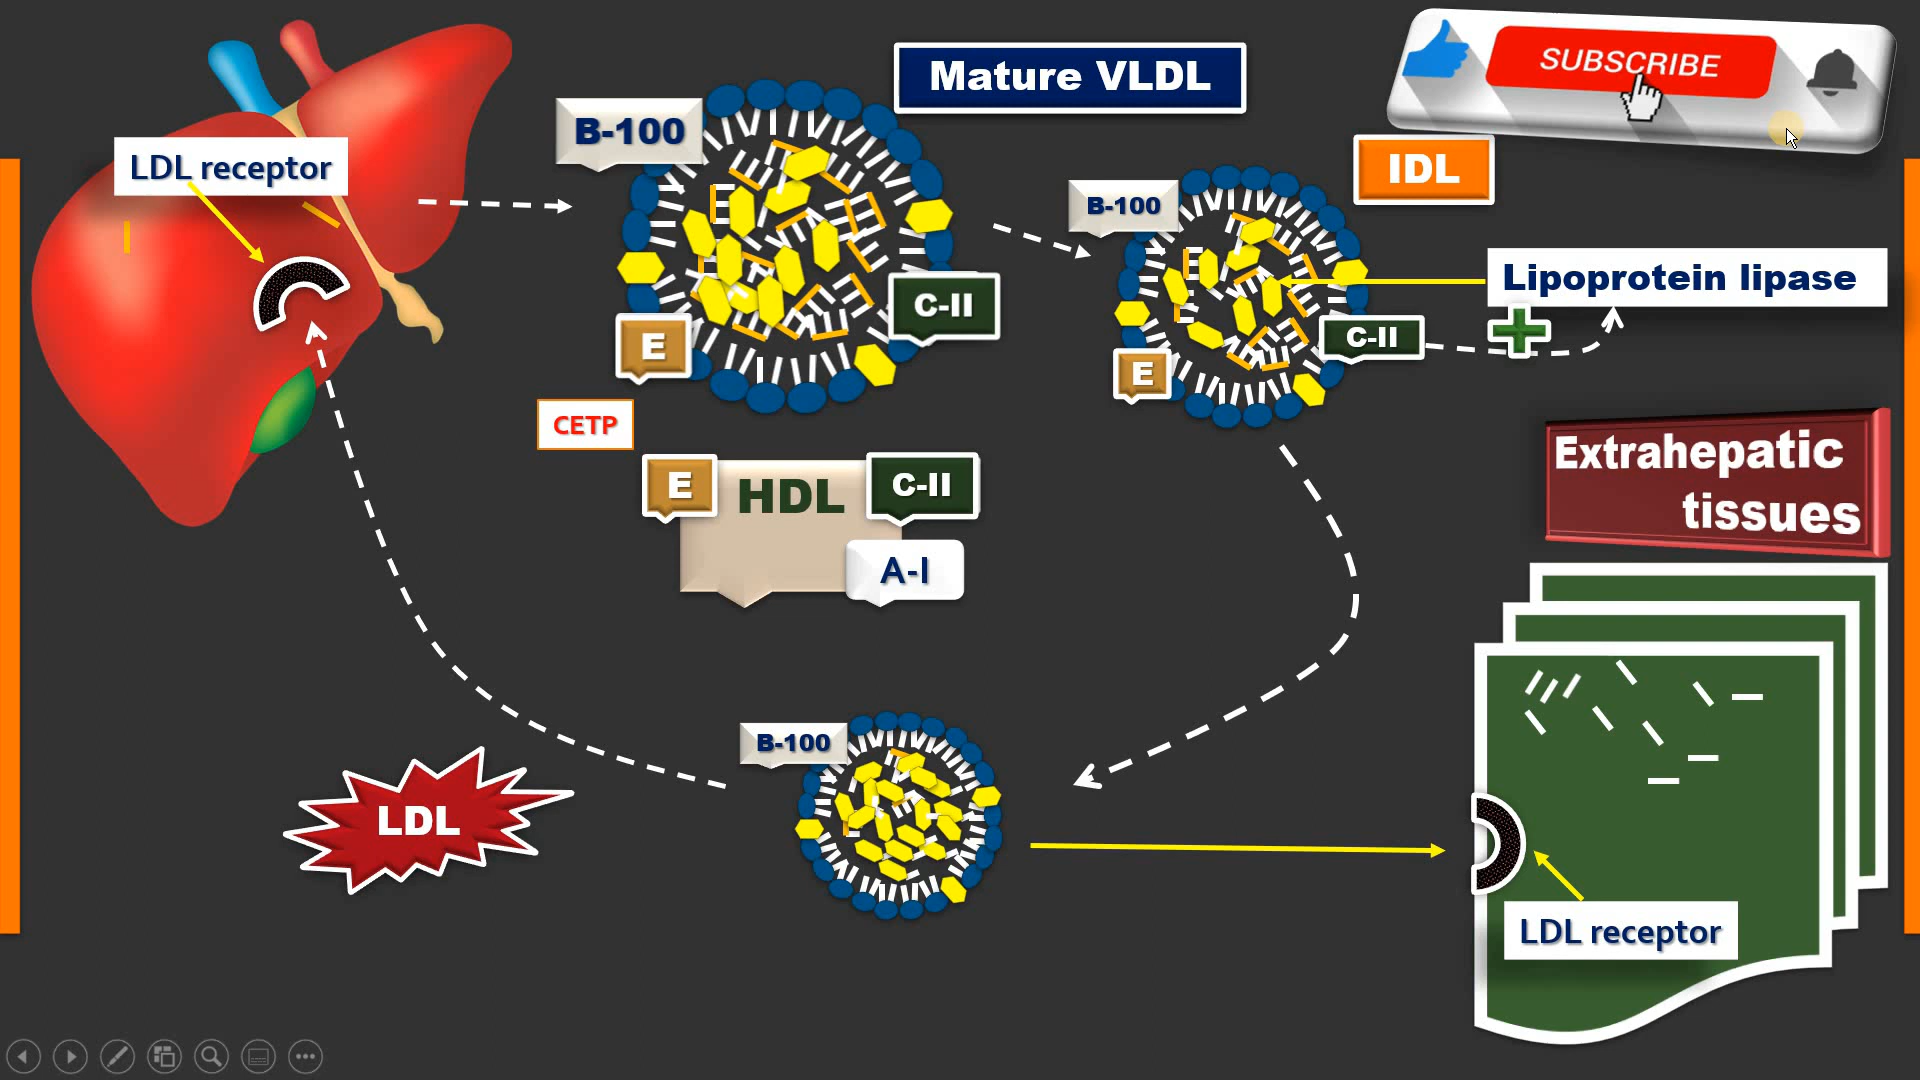 Mature VLDL
SUBSCRIBE
B-100
LDL receptor
IDL
B-100
Lipoprotein lipase
C-II
C-II
E
E
CETP
Extrahepatic
tissues
E
HDL
C-II
A-I
B-100
LDL
LDL receptor